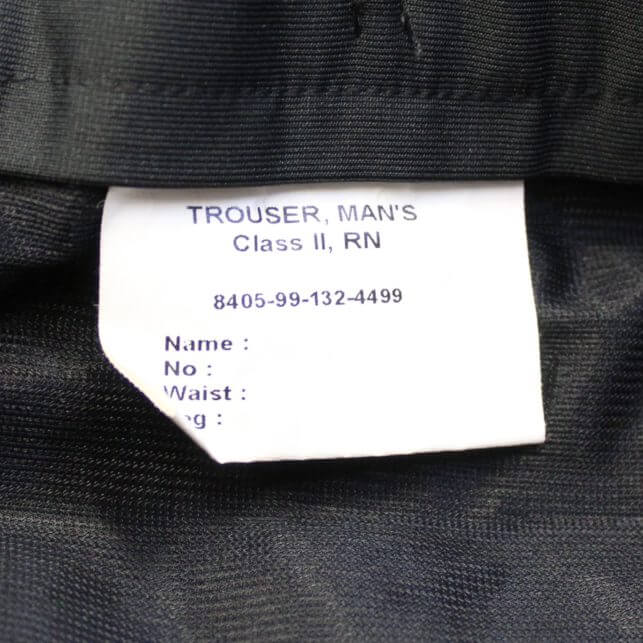 TROUSER, MAN'S
Class II, RN
8405-99-132-4499
Name :
No :
Waist :
eg :